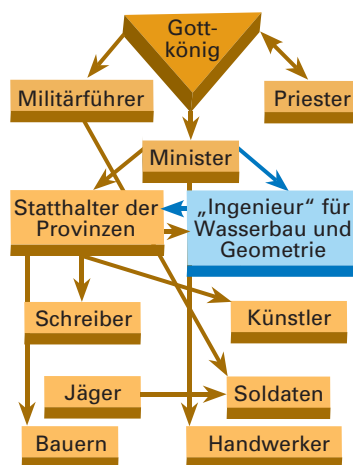 Gott-
könig
Militärführer
Priester
Minister
Statthalter der
Provinzen
„Ingenieur“ für
Wasserbau und
Geometrie
Schreiber
Künstler
Jäger
Soldaten
Bauern
Handwerker